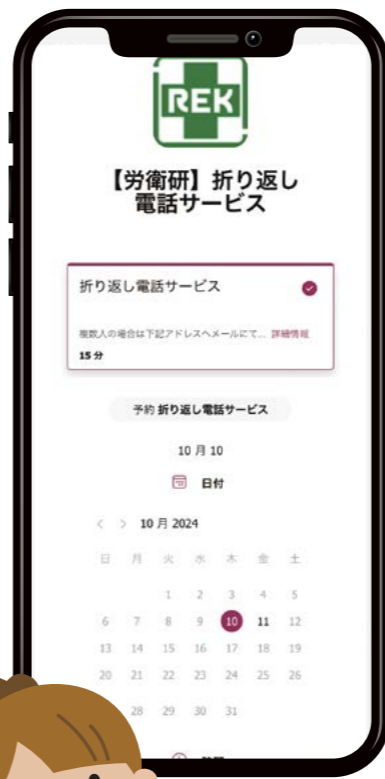 REK
【労衛研】折り返し
電話サービス
折り返し電話サービス
複数人の場合は下記アドレスへメールにて... 詳細情報
15 分
予約 折り返し電話サービス
10 月 10
日付
< > 10 月 2024
日 月 火 水 木 金 土
1 2 3 4 5
6 7 8 9 10 11 12
13 14 15 16 17 18 19
20 21 22 23 24 25 26
28 29 30 31